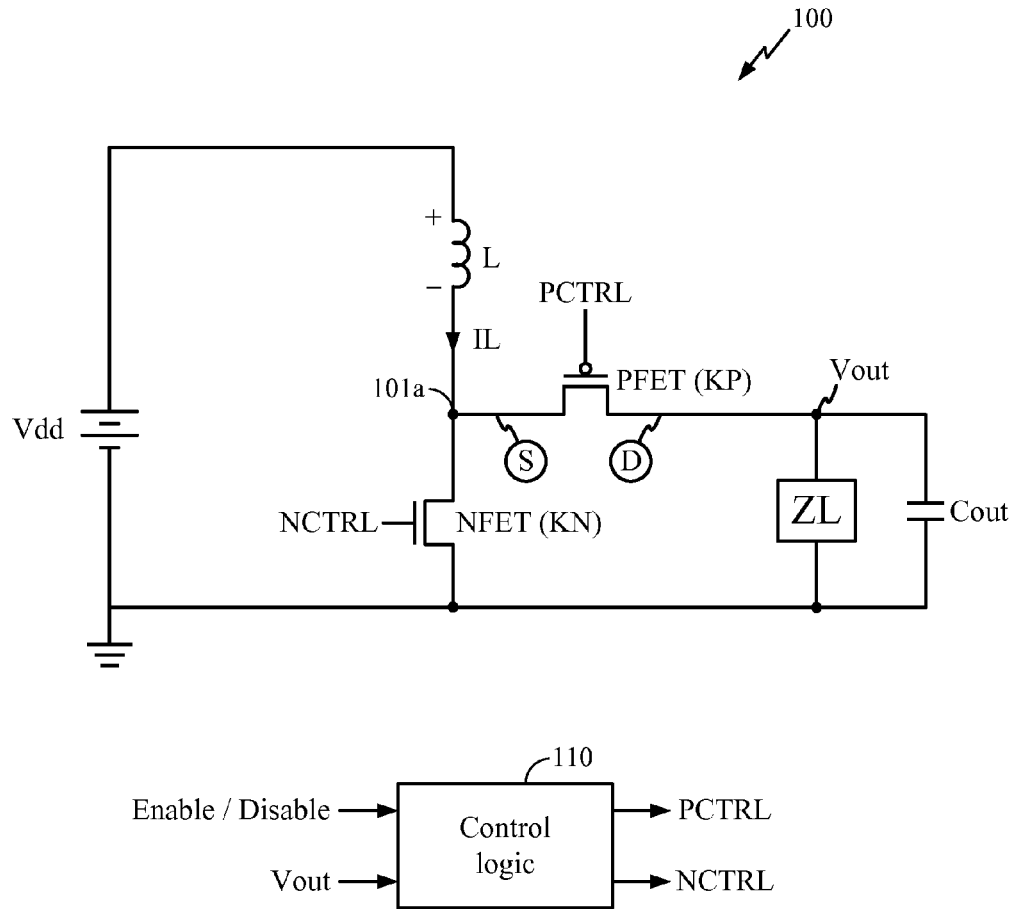 100
+
L
−
IL
PCTRL
101a
PFET (KP)
Vout
Vdd
S
D
NCTRL
NFET (KN)
ZL
Cout
110
Enable / Disable
PCTRL
Control
logic
Vout
NCTRL